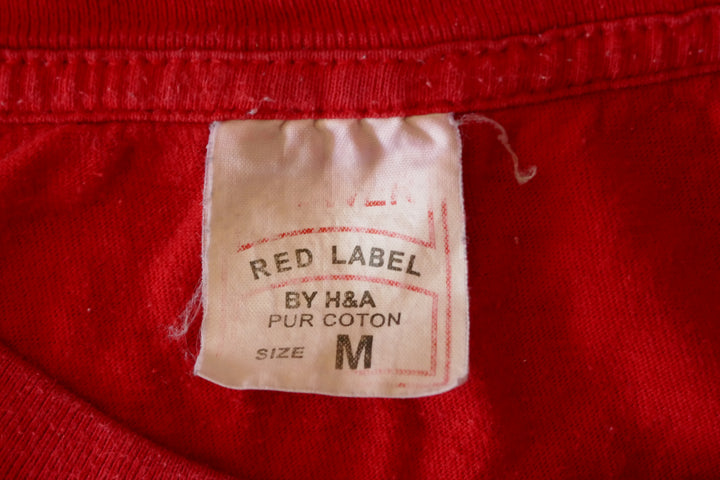 RED LABEL
BY H&A
PUR COTON
SIZE M